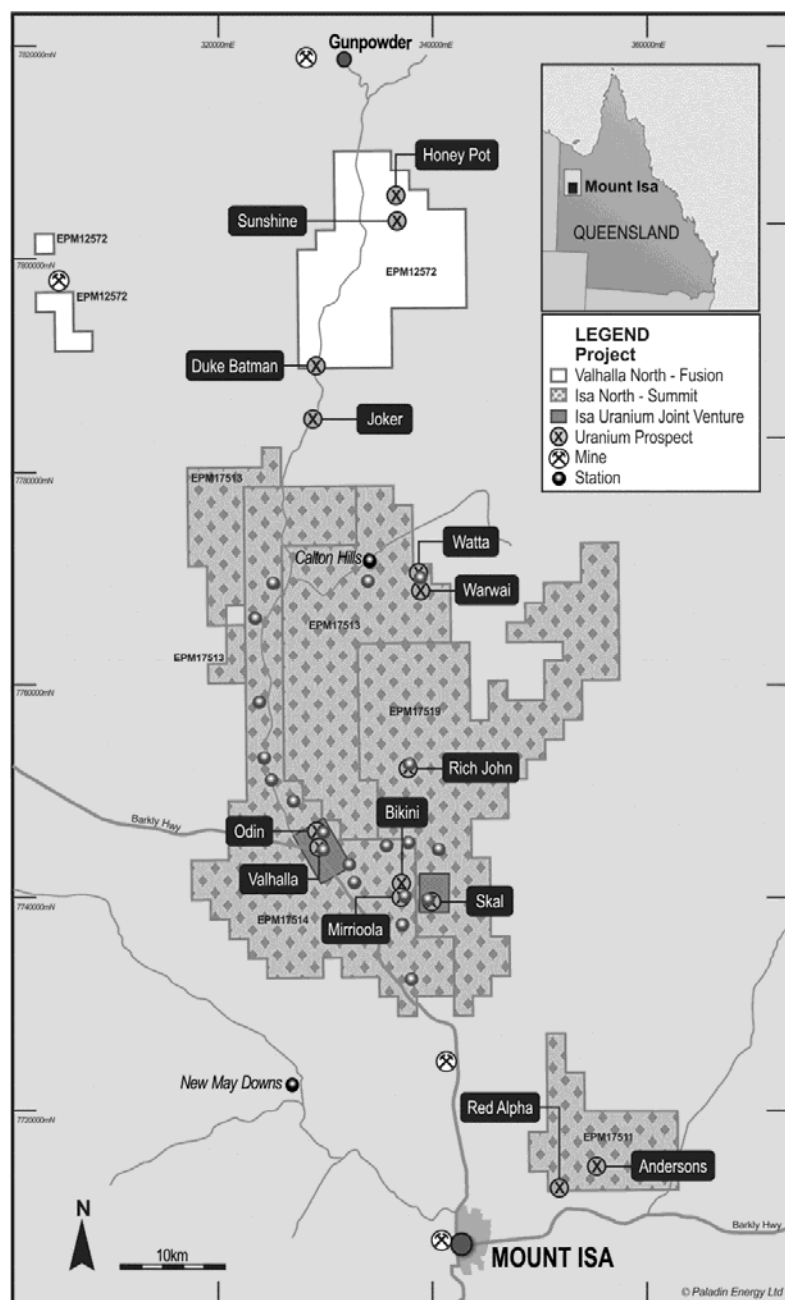 320000mE
340000mE
360000mE
7820000mN
Gunpowder
Honey Pot
Sunshine
EPM12572
7800000mN
EPM12572
EPM12572
Duke Batman
Joker
Mount Isa
QUEENSLAND
LEGEND
Project
Valhalla North - Fusion
Isa North - Summit
Isa Uranium Joint Venture
Uranium Prospect
Mine
Station
7780000mN
EPM17513
Calton Hills
Watta
Warwai
EPM17513
EPM17513
7760000mN
EPM17519
Rich John
Barkly Hwy
Bikini
Odin
Valhalla
7740000mN
EPM17514
Mirrioola
Skal
New May Downs
7720000mN
Red Alpha
EPM17511
Andersons
N
10km
MOUNT ISA
Barkly Hwy
© Paladin Energy Ltd